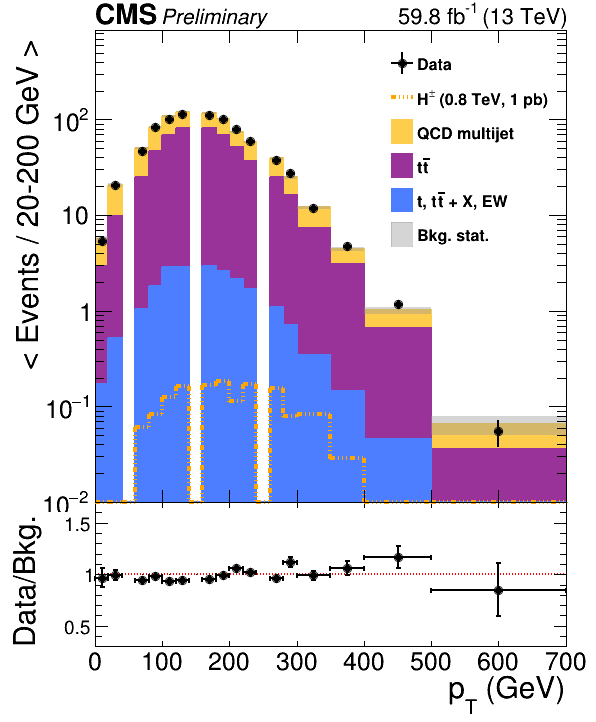 CMS Preliminary 59.8 fb⁻¹ (13 TeV)
< Events / 20-200 GeV >
10²
10
1
10⁻¹
10⁻²
Data
H± (0.8 TeV, 1 pb)
QCD multijet
tt̅
t, tt̅ + X, EW
Bkg. stat.
Data/Bkg.
1.5
1
0.5
0 100 200 300 400 500 600 700
p_T (GeV)